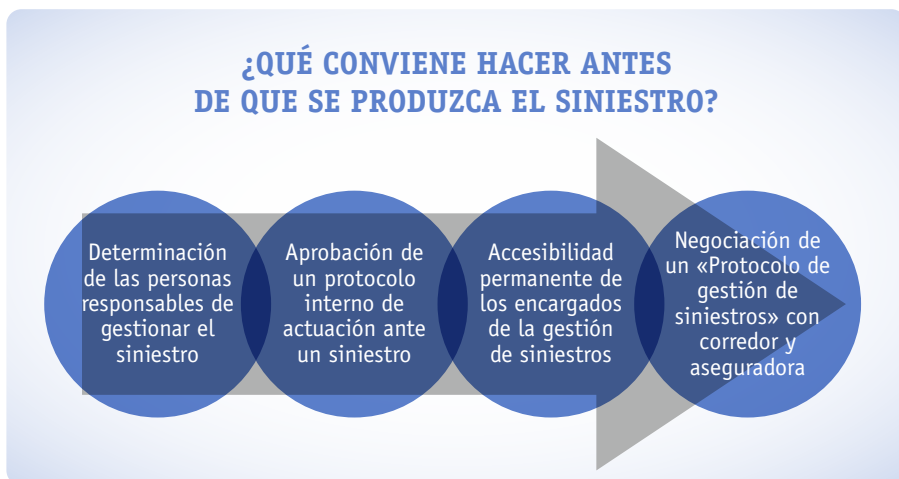 ¿QUÉ CONVIENE HACER ANTES
DE QUE SE PRODUZCA EL SINIESTRO?
Determinación
de las personas
responsables de
gestionar el
siniestro
Aprobación de
un protocolo
interno de
actuación ante
un siniestro
Accesibilidad
permanente de
los encargados
de la gestión
de siniestros
Negociación de
un «Protocolo de
gestión de
siniestros» con
corredor y
aseguradora